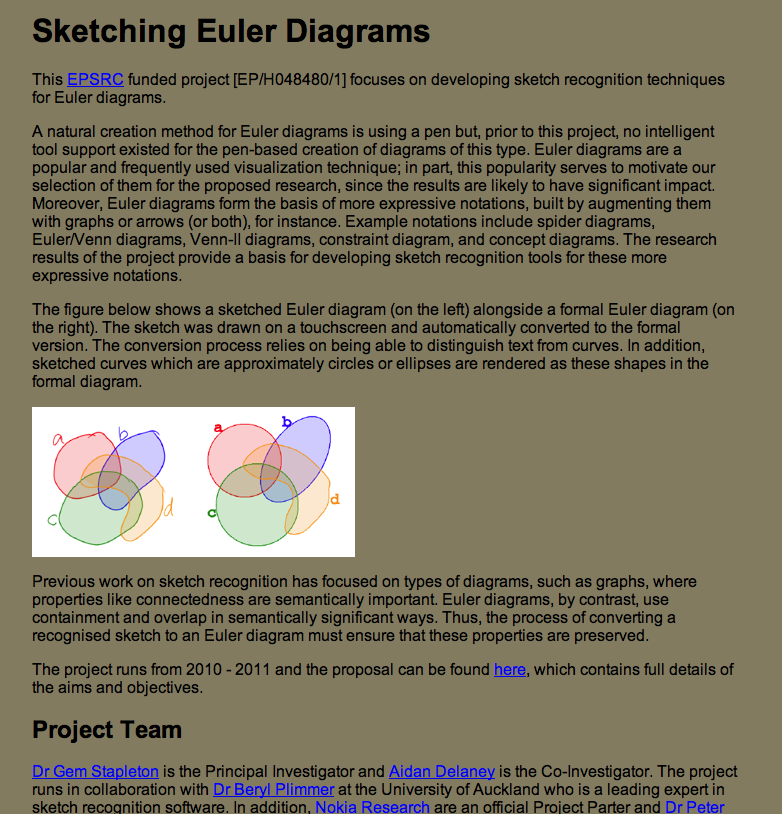 Sketching Euler Diagrams
This EPSRC funded project [EP/H048480/1] focuses on developing sketch recognition techniques
for Euler diagrams.
A natural creation method for Euler diagrams is using a pen but, prior to this project, no intelligent
tool support existed for the pen-based creation of diagrams of this type. Euler diagrams are a
popular and frequently used visualization technique; in part, this popularity serves to motivate our
selection of them for the proposed research, since the results are likely to have significant impact.
Moreover, Euler diagrams form the basis of more expressive notations, built by augmenting them
with graphs or arrows (or both), for instance. Example notations include spider diagrams,
Euler/Venn diagrams, Venn-II diagrams, constraint diagram, and concept diagrams. The research
results of the project provide a basis for developing sketch recognition tools for these more
expressive notations.
The figure below shows a sketched Euler diagram (on the left) alongside a formal Euler diagram (on
the right). The sketch was drawn on a touchscreen and automatically converted to the formal
version. The conversion process relies on being able to distinguish text from curves. In addition,
sketched curves which are approximately circles or ellipses are rendered as these shapes in the
formal diagram.
a b c d
a b c d
Previous work on sketch recognition has focused on types of diagrams, such as graphs, where
properties like connectedness are semantically important. Euler diagrams, by contrast, use
containment and overlap in semantically significant ways. Thus, the process of converting a
recognised sketch to an Euler diagram must ensure that these properties are preserved.
The project runs from 2010 - 2011 and the proposal can be found here, which contains full details of
the aims and objectives.
Project Team
Dr Gem Stapleton is the Principal Investigator and Aidan Delaney is the Co-Investigator. The project
runs in collaboration with Dr Beryl Plimmer at the University of Auckland who is a leading expert in
sketch recognition software. In addition, Nokia Research are an official Project Parter and Dr Peter